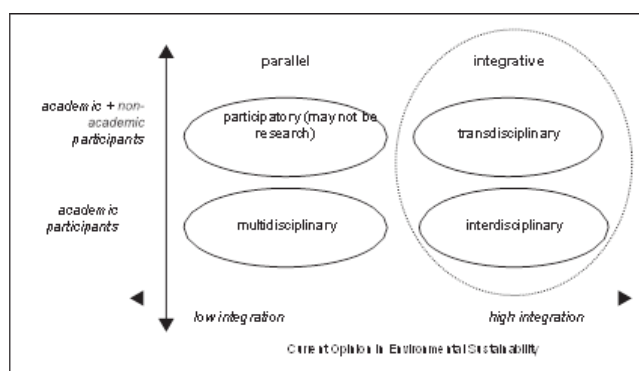 parallel
integrative
academic + non-
academic
participants
participatory (may not be
research)
transdisciplinary
academic
participants
multidisciplinary
interdisciplinary
low integration
high integration
Current Opinion in Environmental Sustainability